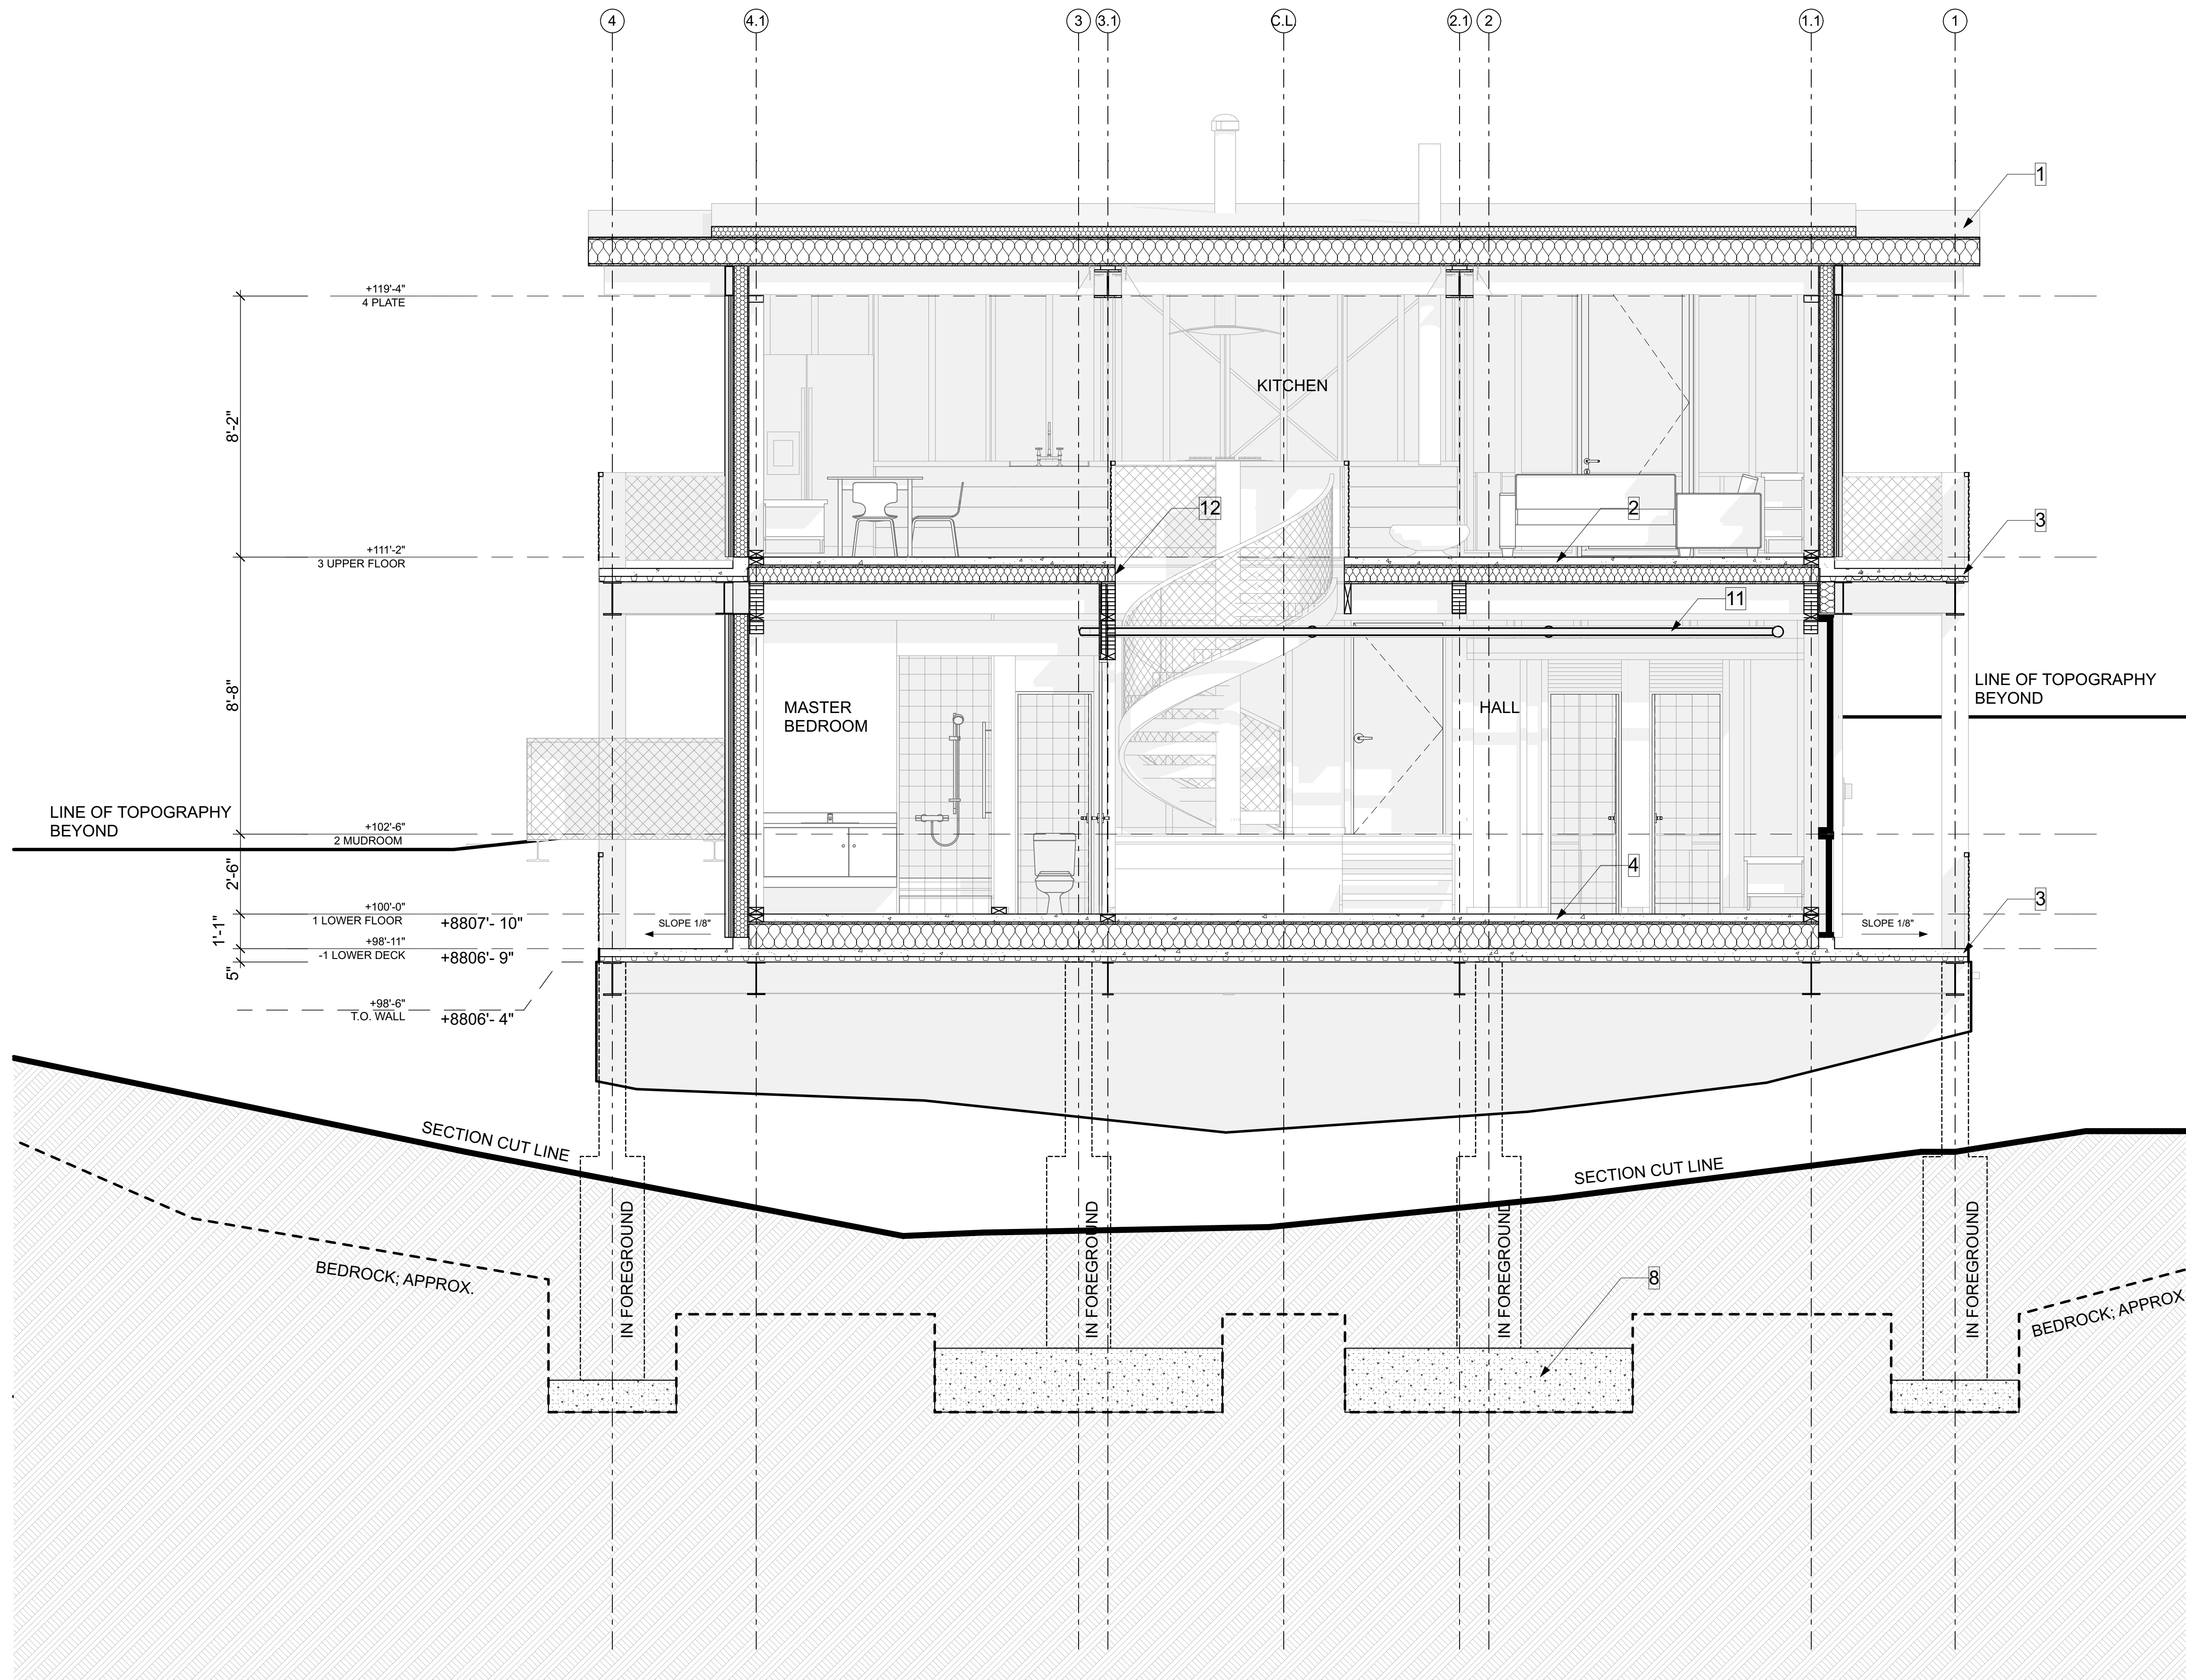 4 4.1 3 3.1 C.L. 2.1 2 1.1 1
1
+119'-4"
4 PLATE
KITCHEN
8'-2"
12
2
3
+111'-2"
3 UPPER FLOOR
11
8'-8"
MASTER
BEDROOM
HALL
LINE OF TOPOGRAPHY
BEYOND
LINE OF TOPOGRAPHY
BEYOND
+102'-6"
2 MUDROOM
2'-6"
4
3
+100'-0"
1 LOWER FLOOR +8807'- 10"
SLOPE 1/8"
SLOPE 1/8"
1'-1"
+98'-11"
-1 LOWER DECK +8806'- 9"
5"
+98'-6"
T.O. WALL +8806'- 4"
SECTION CUT LINE
SECTION CUT LINE
IN FOREGROUND
IN FOREGROUND
IN FOREGROUND
IN FOREGROUND
BEDROCK; APPROX.
8
BEDROCK; APPROX